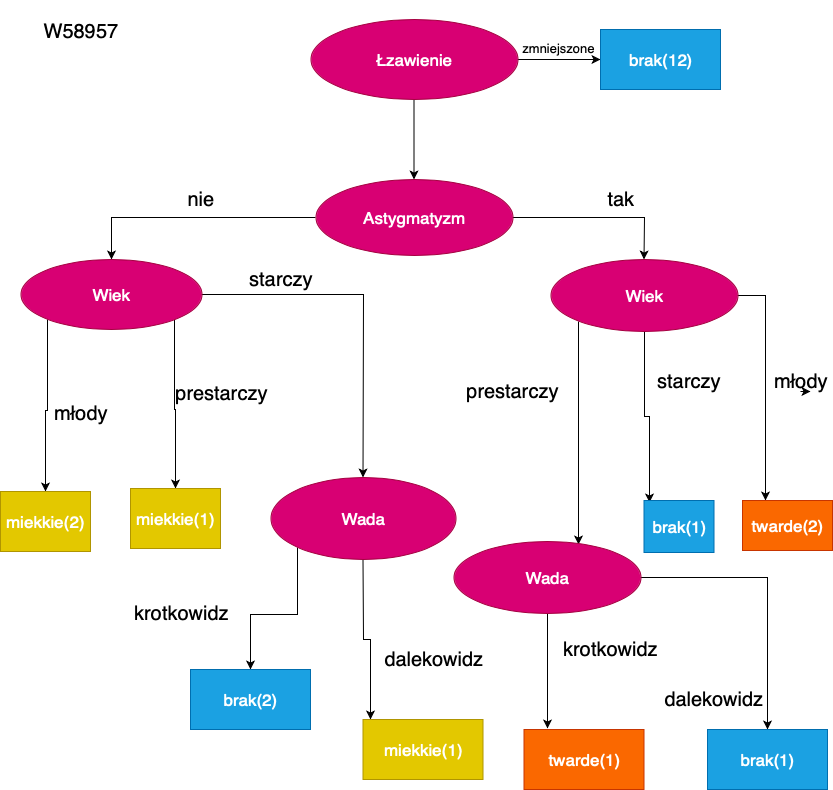 W58957
Łzawienie
zmniejszone
brak(12)
nie
Astygmatyzm
tak
Wiek
starczy
Wiek
młody
prestarczy
prestarczy
starczy
młody
miekkie(2)
miekkie(1)
Wada
brak(1)
twarde(2)
Wada
krotkowidz
dalekowidz
krotkowidz
dalekowidz
brak(2)
miekkie(1)
twarde(1)
brak(1)